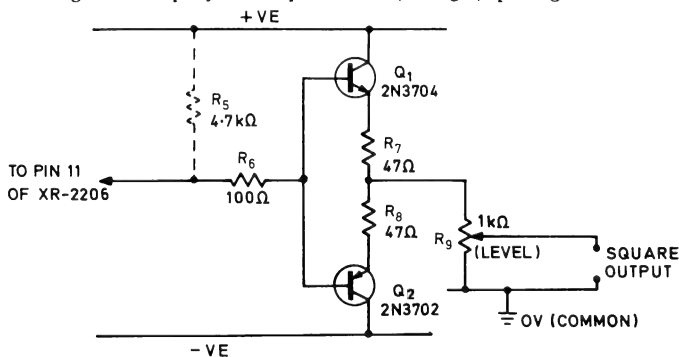 +VE
Q1
2N3704
R5
4.7kΩ
R7
47Ω
R6
100Ω
TO PIN 11
OF XR-2206
R8
47Ω
1kΩ
R9
(LEVEL)
SQUARE
OUTPUT
Q2
2N3702
0V (COMMON)
-VE